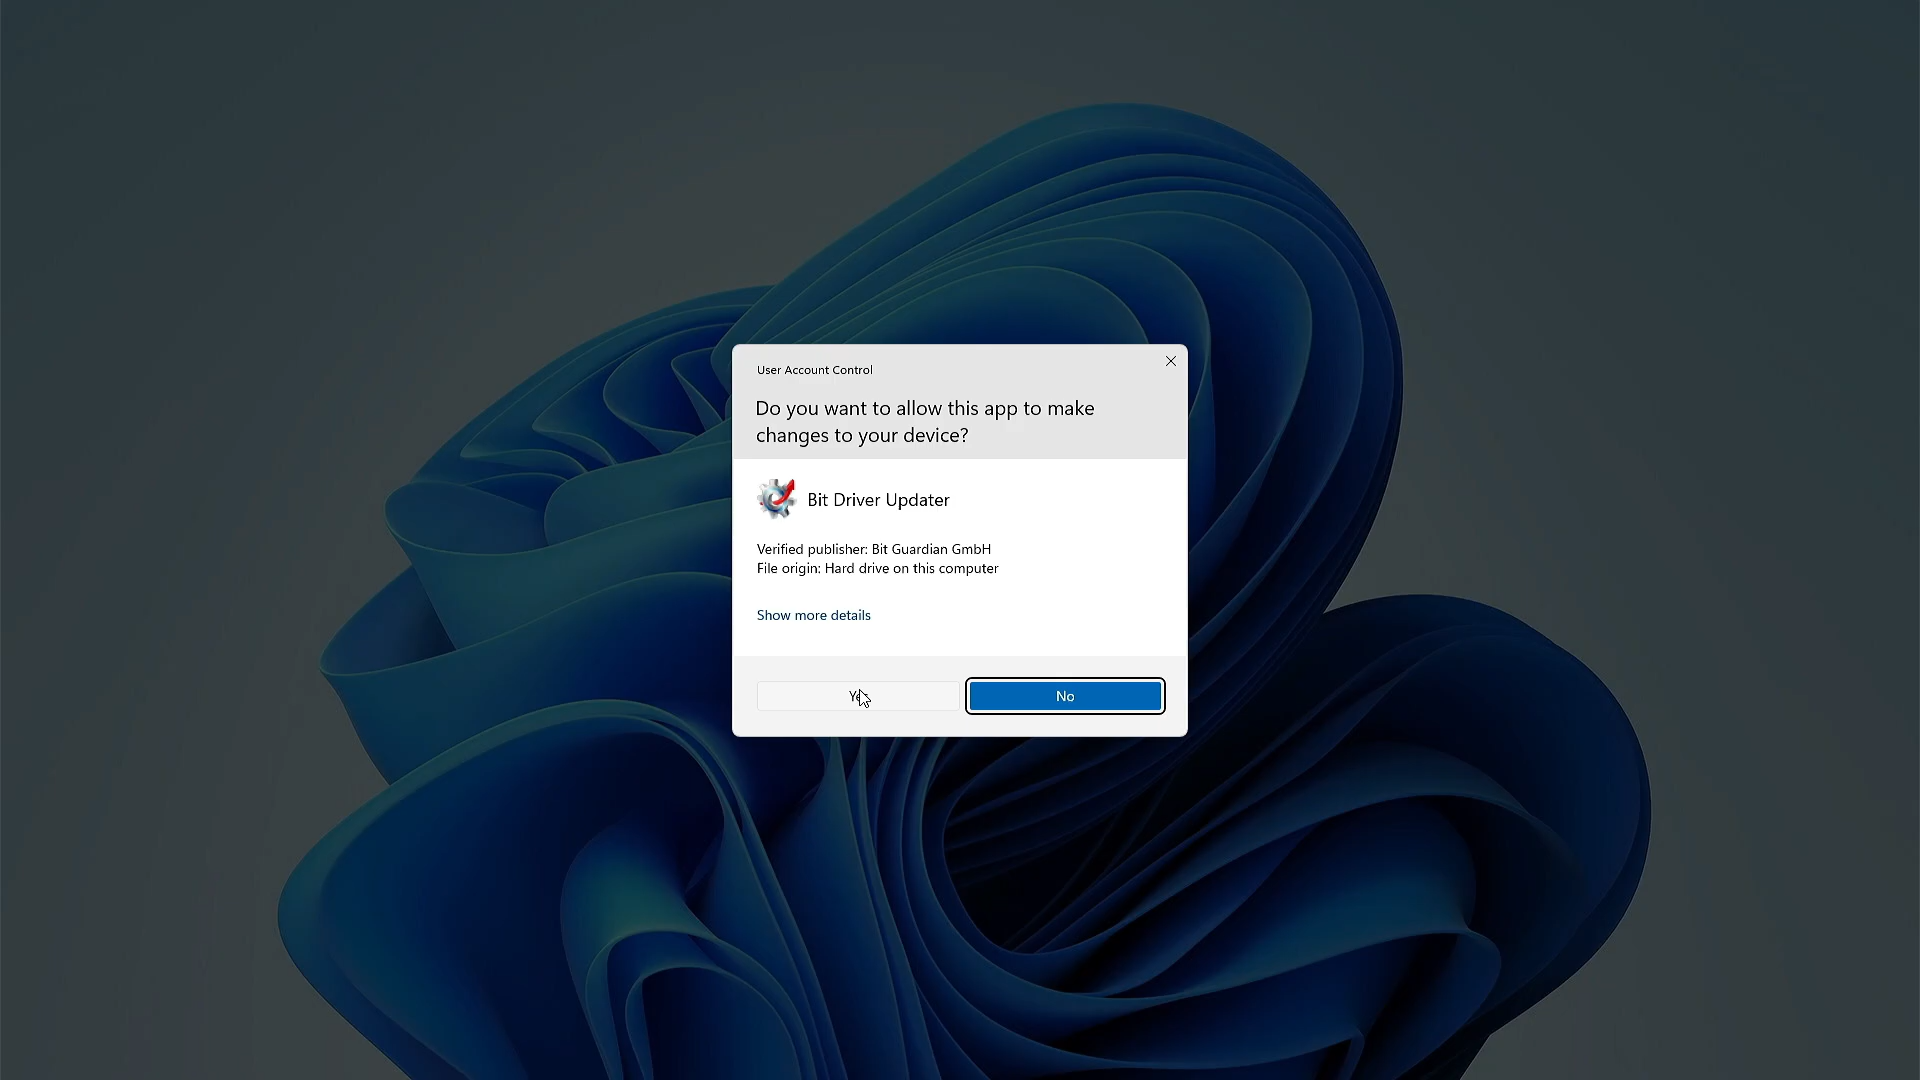 User Account Control
Do you want to allow this app to make
changes to your device?
Bit Driver Updater
Verified publisher: Bit Guardian GmbH
File origin: Hard drive on this computer
Show more details
No